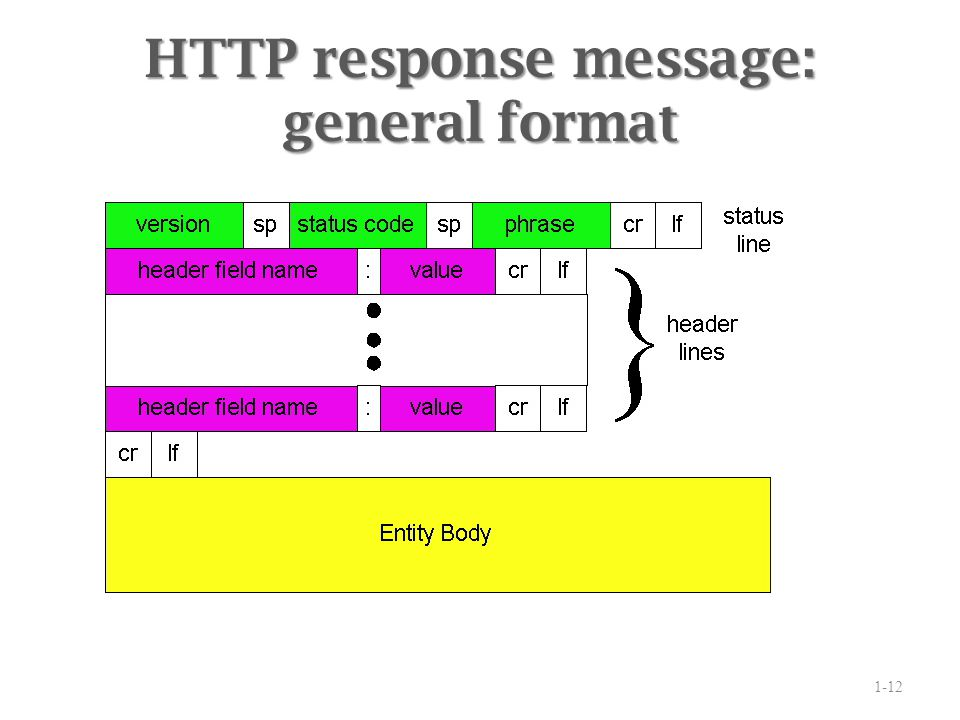 HTTP response message:
general format
version sp status code sp phrase cr lf
status
line
header field name : value cr lf
header
lines
header field name : value cr lf
cr lf
Entity Body
1-12